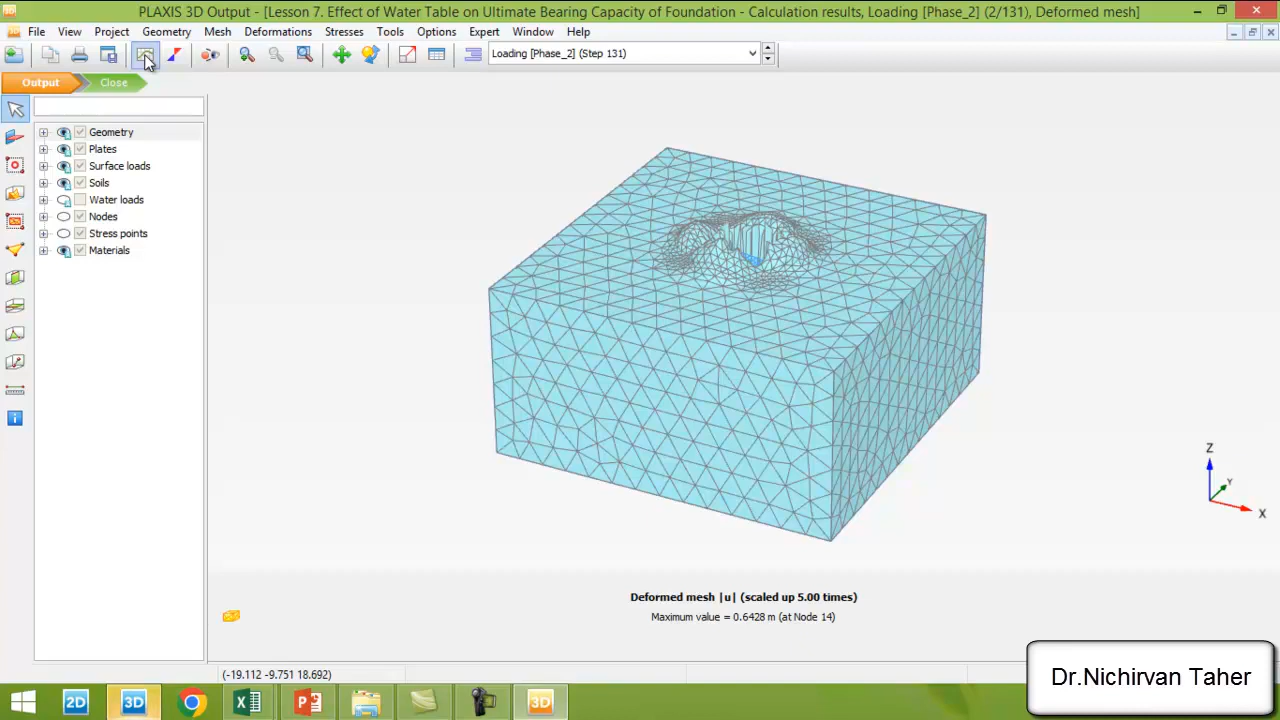 PLAXIS 3D Output - [Lesson 7. Effect of Water Table on Ultimate Bearing Capacity of Foundation - Calculation results, Loading [Phase_2] (2/131), Deformed mesh]
File View Project Geometry Mesh Deformations Stresses Tools Options Expert Window Help
Loading [Phase_2] (Step 131)
Output Close
Geometry
Plates
Surface loads
Soils
Water loads
Nodes
Stress points
Materials
Z
Y
X
Deformed mesh |u| (scaled up 5.00 times)
Maximum value = 0.6428 m (at Node 14)
(-19.112 -9.751 18.692)
Dr.Nichirvan Taher
2D 3D 3D